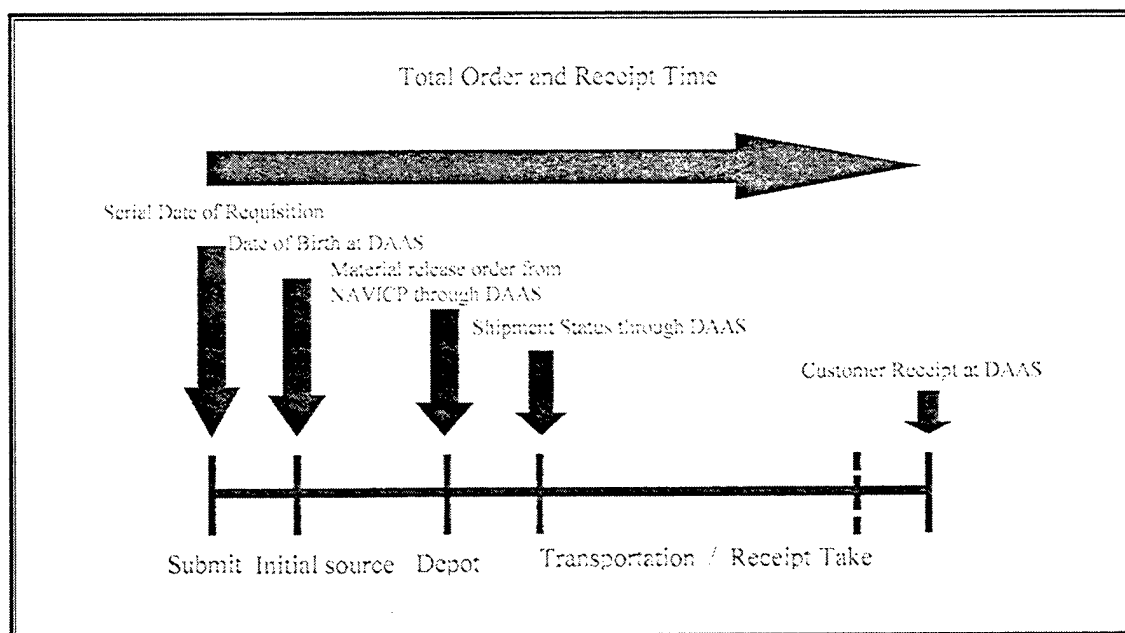 Total Order and Receipt Time
Serial Date of Requisition
Date of Birth at DAAS
Material release order from
NAVICP through DAAS
Shipment Status through DAAS
Customer Receipt at DAAS
Submit Initial source Depot Transportation / Receipt Take